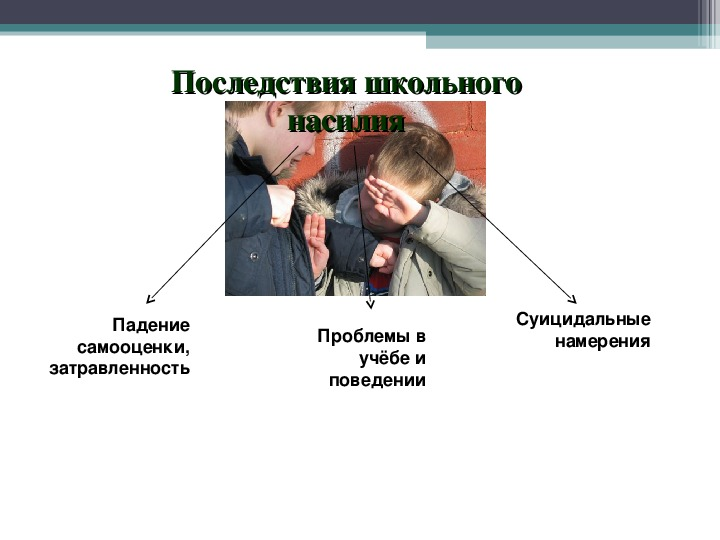 Последствия школьного
насилия
Падение
самооценки,
затравленность
Проблемы в
учёбе и
поведении
Суицидальные
намерения